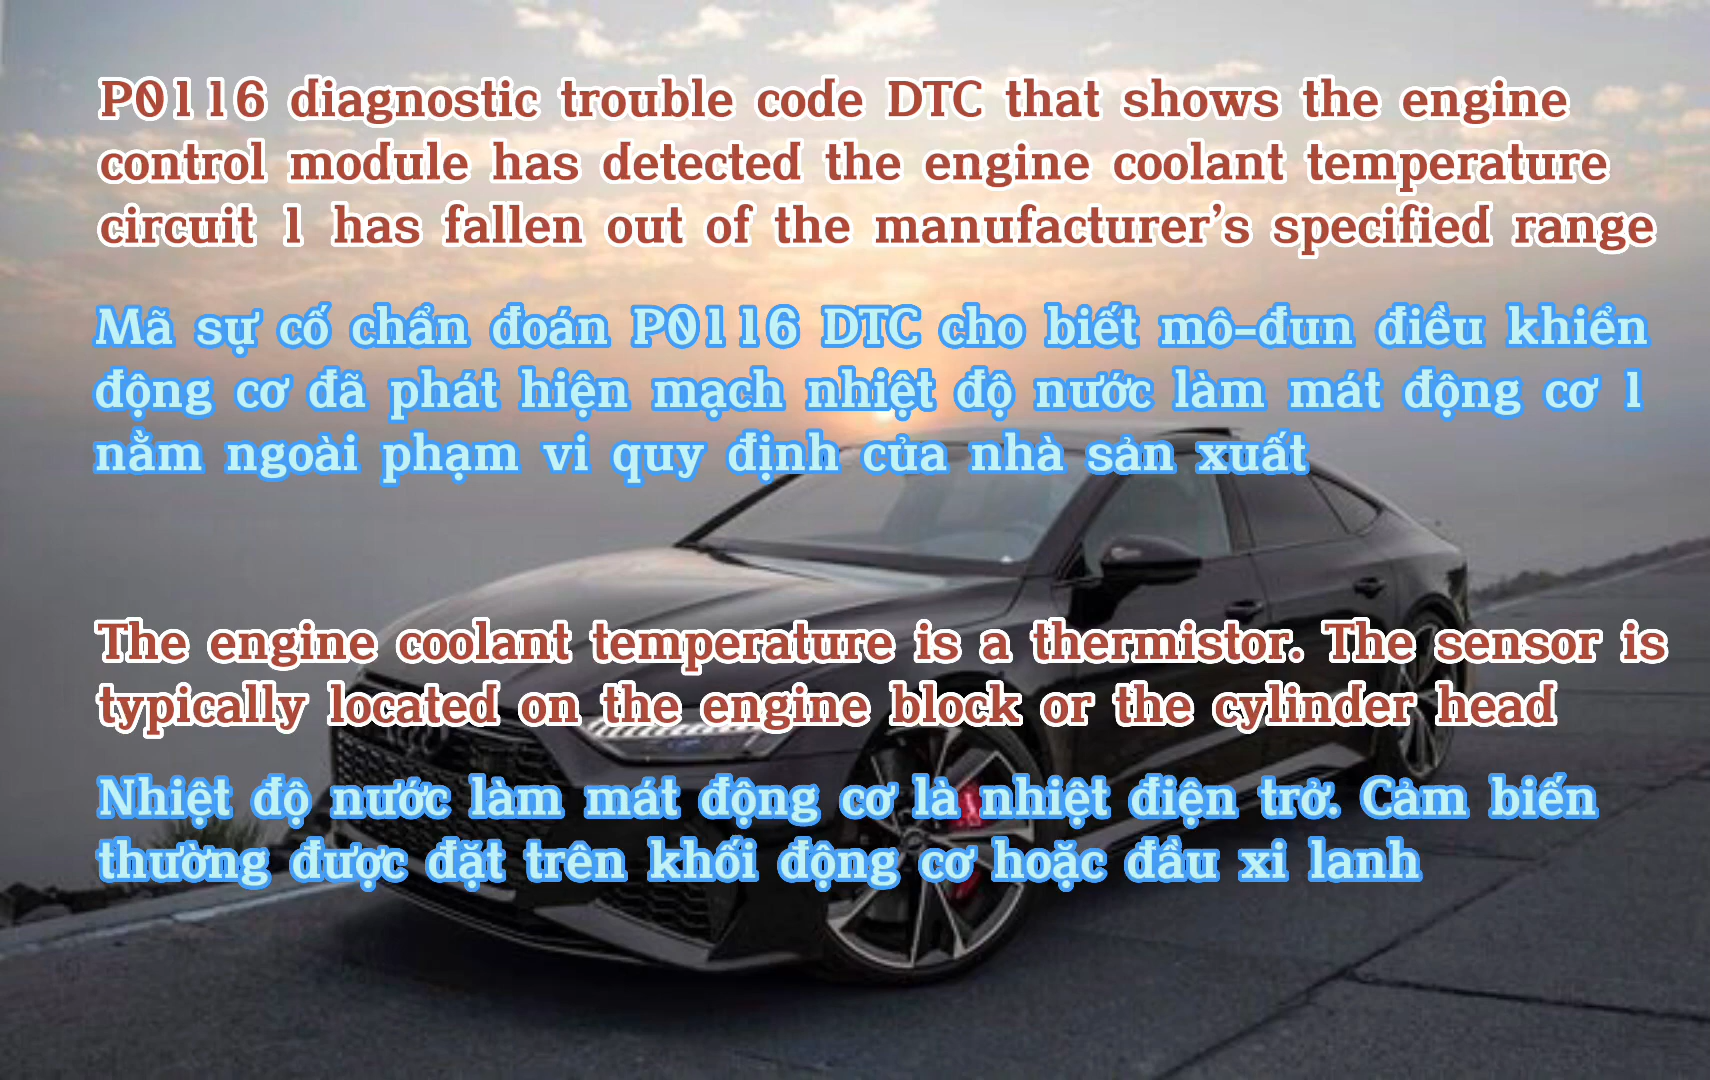 P0116 diagnostic trouble code DTC that shows the engine
control module has detected the engine coolant temperature
circuit 1 has fallen out of the manufacturer’s specified range
Mã sự cố chẩn đoán P0116 DTC cho biết mô-đun điều khiển
động cơ đã phát hiện mạch nhiệt độ nước làm mát động cơ 1
nằm ngoài phạm vi quy định của nhà sản xuất
The engine coolant temperature is a thermistor. The sensor is
typically located on the engine block or the cylinder head
Nhiệt độ nước làm mát động cơ là nhiệt điện trở. Cảm biến
thường được đặt trên khối động cơ hoặc đầu xi lanh